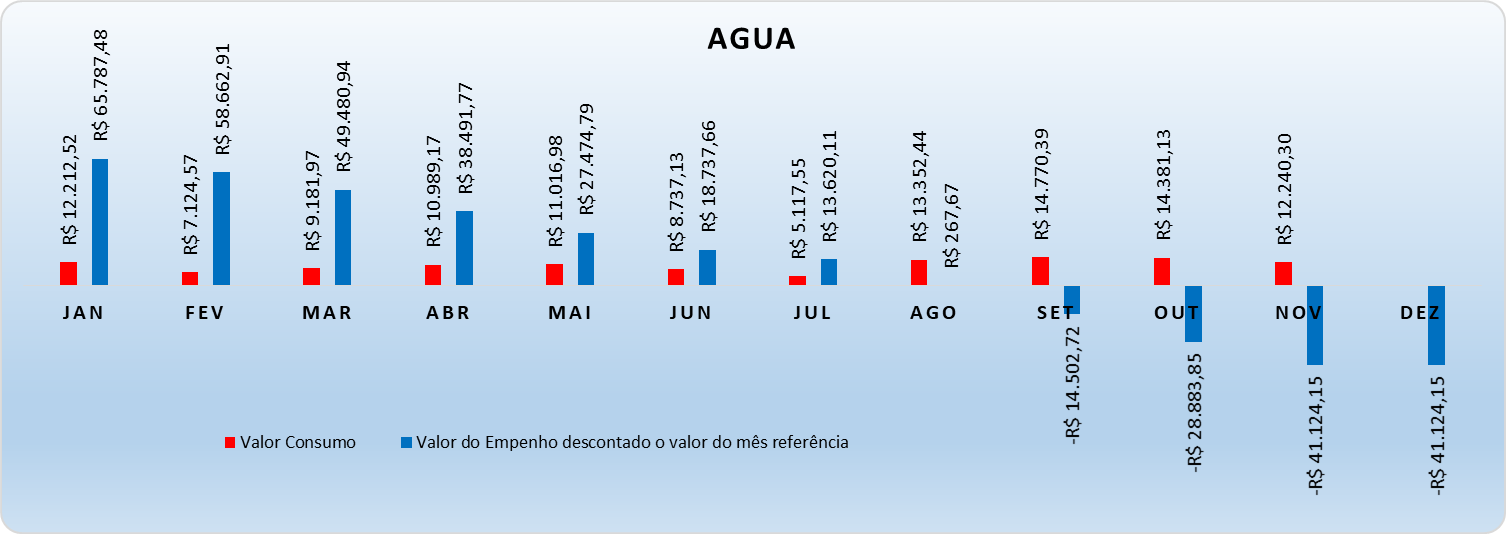 AGUA
R$ 12.212,52
R$ 65.787,48
R$ 7.124,57
R$ 58.662,91
R$ 9.181,97
R$ 49.480,94
R$ 10.989,17
R$ 38.491,77
R$ 11.016,98
R$ 27.474,79
R$ 8.737,13
R$ 18.737,66
R$ 5.117,55
R$ 13.620,11
R$ 13.352,44
R$ 267,67
R$ 14.770,39
-R$ 14.502,72
R$ 14.381,13
-R$ 28.883,85
R$ 12.240,30
-R$ 41.124,15
-R$ 41.124,15
JAN
FEV
MAR
ABR
MAI
JUN
JUL
AGO
SET
OUT
NOV
DEZ
Valor Consumo
Valor do Empenho descontado o valor do mês referência